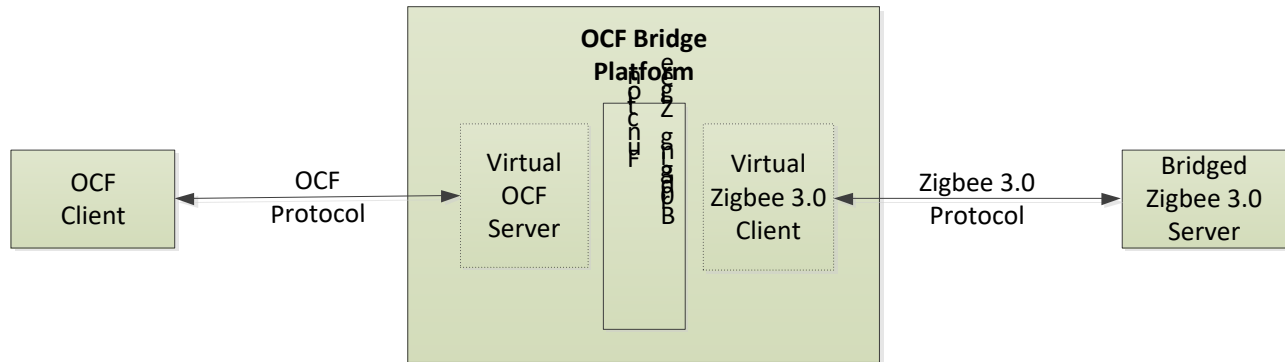 OCF Bridge
Platform
OCF
Client
OCF
Protocol
Virtual
OCF
Server
Function
Virtual
Zigbee 3.0
Client
Zigbee 3.0
Protocol
Bridged
Zigbee 3.0
Server